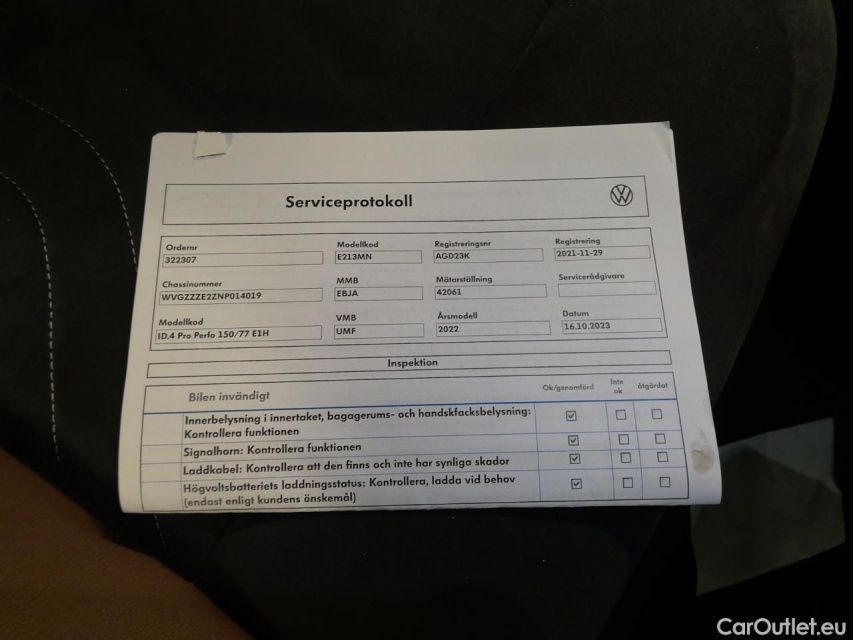 Serviceprotokoll
Ordernr
322307
Modellkod
E213MN
Registreringsnr
AGD23K
Registrering
2021-11-29
Chassinummer
WVGZZZE2ZNP014019
MMB
EBJA
Mätarställning
42061
Servicerådgivare
Modellkod
ID.4 Pro Perfo 150/77 E1H
VMB
UMF
Årsmodell
2022
Datum
16.10.2023
Inspektion
Bilen invändigt
Ok/genomförd
Inte
ok
åtgärdat
Innerbelysning i innertaket, bagagerums- och handskfacksbelysning:
Kontrollera funktionen
Signalhorn: Kontrollera funktionen
Laddkabel: Kontrollera att den finns och inte har synliga skador
Högvoltsbatteriets laddningsstatus: Kontrollera, ladda vid behov
(endast enligt kundens önskemål)
CarOutlet.eu